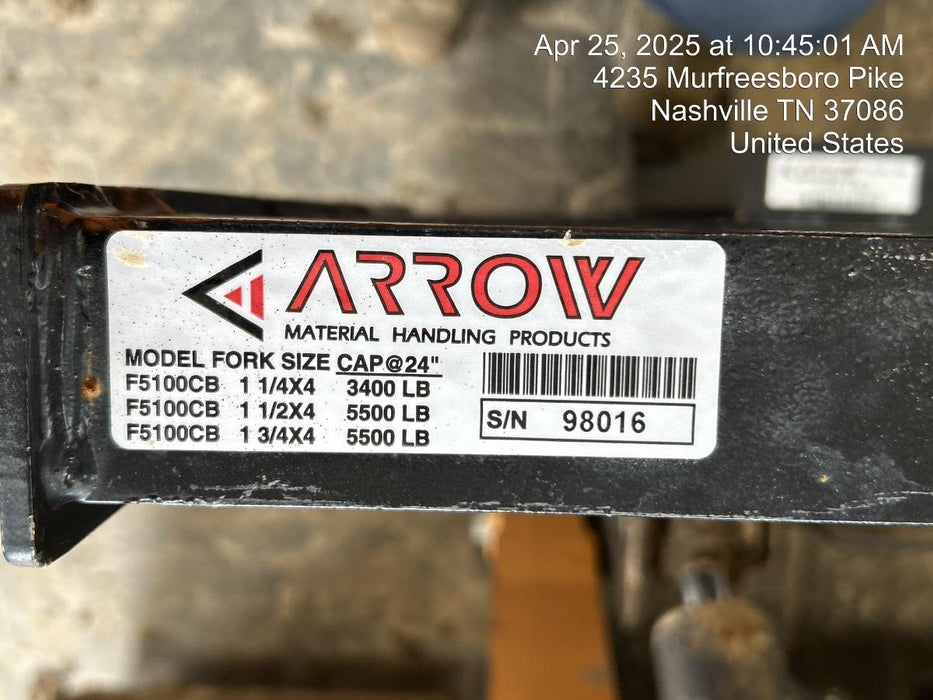 Apr 25, 2025 at 10:45:01 AM
4235 Murfreesboro Pike
Nashville TN 37086
United States
ARROW
MATERIAL HANDLING PRODUCTS
MODEL FORK SIZE CAP@24"
F5100CB 1 1/4X4 3400 LB
F5100CB 1 1/2X4 5500 LB
F5100CB 1 3/4X4 5500 LB
S/N 98016